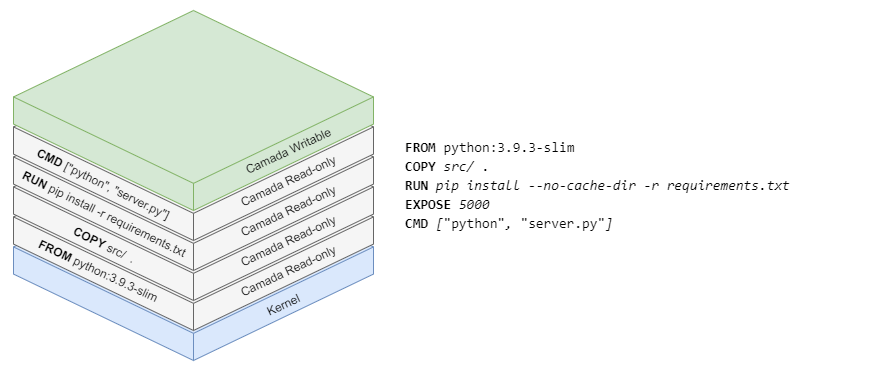 Camada Writable
CMD ["python", "server.py"]
Camada Read-only
RUN pip install -r requirements.txt
Camada Read-only
COPY src/ .
Camada Read-only
FROM python:3.9.3-slim
Camada Read-only
Kernel
FROM python:3.9.3-slim
COPY src/ .
RUN pip install --no-cache-dir -r requirements.txt
EXPOSE 5000
CMD ["python", "server.py"]